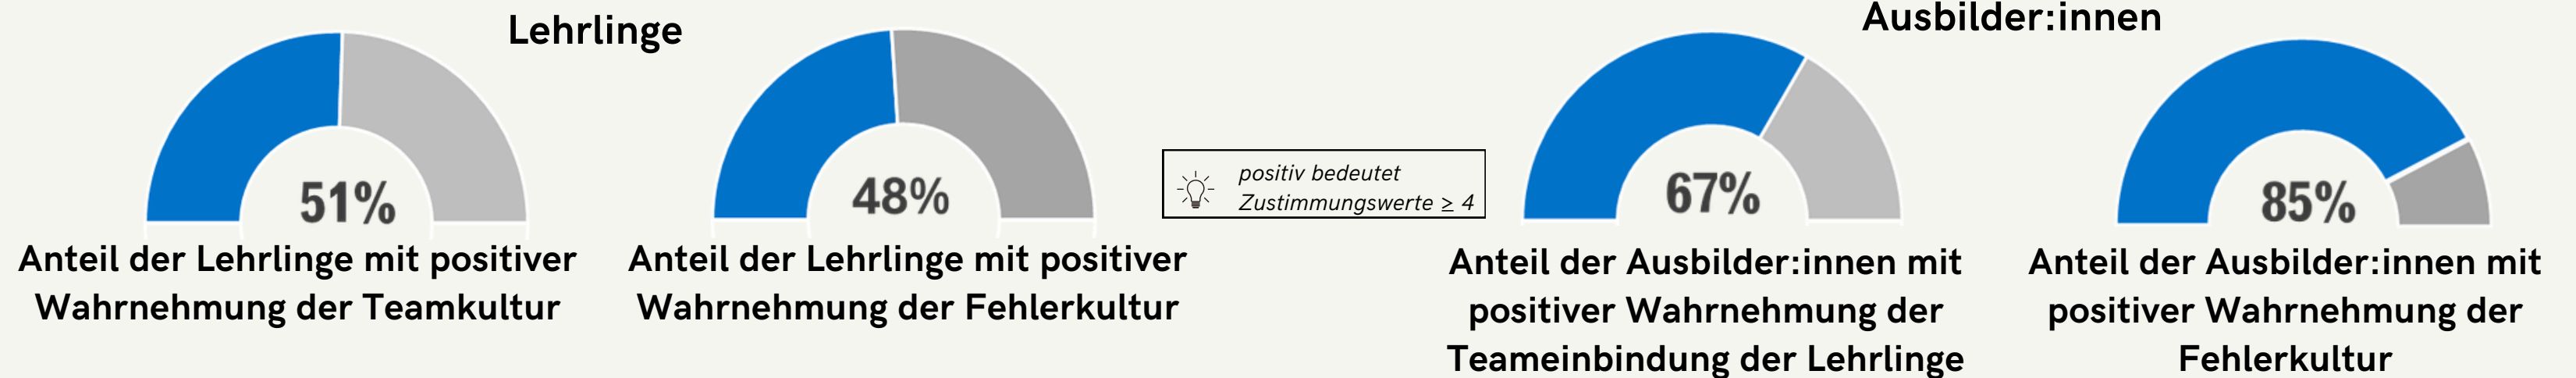 Lehrlinge
51%
Anteil der Lehrlinge mit positiver
Wahrnehmung der Teamkultur
48%
Anteil der Lehrlinge mit positiver
Wahrnehmung der Fehlerkultur
positiv bedeutet
Zustimmungswerte ≥ 4
Ausbilder:innen
67%
Anteil der Ausbilder:innen mit
positiver Wahrnehmung der
Teameinbindung der Lehrlinge
85%
Anteil der Ausbilder:innen mit
positiver Wahrnehmung der
Fehlerkultur